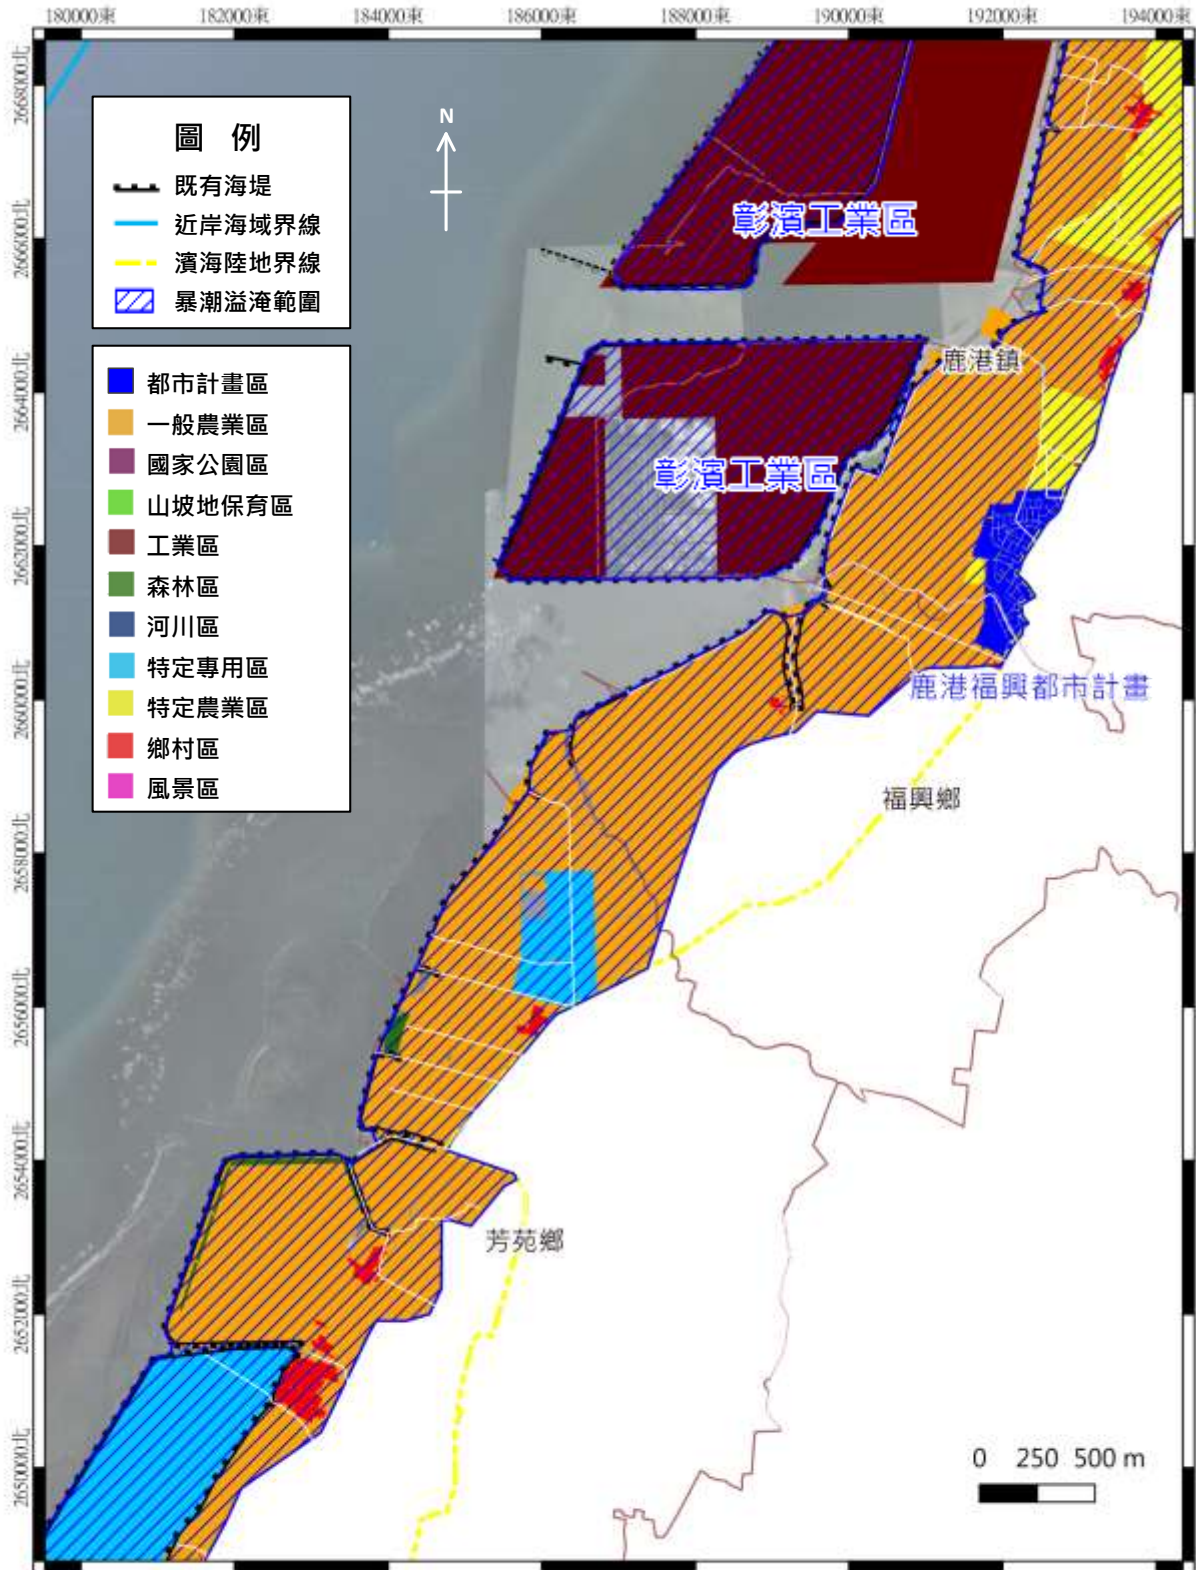 180000東 182000東 184000東 186000東 188000東 190000東 192000東 194000東
2668000北
2666000北
2664000北
2662000北
2660000北
2658000北
2656000北
2654000北
2652000北
2650000北
圖 例
既有海堤
近岸海域界線
濱海陸地界線
暴潮溢淹範圍
都市計畫區
一般農業區
國家公園區
山坡地保育區
工業區
森林區
河川區
特定專用區
特定農業區
鄉村區
風景區
N
彰濱工業區
鹿港鎮
彰濱工業區
鹿港福興都市計畫
福興鄉
芳苑鄉
0 250 500 m